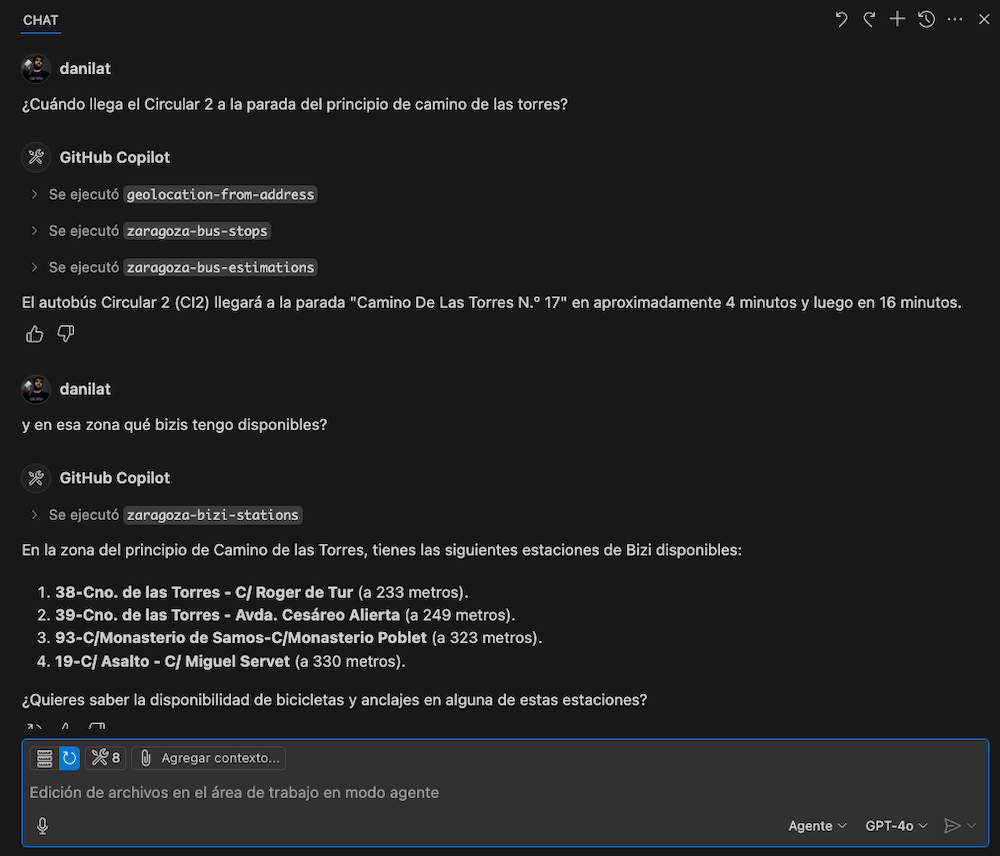 CHAT
danilat
¿Cuándo llega el Circular 2 a la parada del principio de camino de las torres?
GitHub Copilot
Se ejecutó geolocation-from-address
Se ejecutó zaragoza-bus-stops
Se ejecutó zaragoza-bus-estimations
El autobús Circular 2 (CI2) llegará a la parada "Camino De Las Torres N.º 17" en aproximadamente 4 minutos y luego en 16 minutos.
danilat
y en esa zona qué bizis tengo disponibles?
GitHub Copilot
Se ejecutó zaragoza-bizi-stations
En la zona del principio de Camino de las Torres, tienes las siguientes estaciones de Bizi disponibles:
1. 38-Cno. de las Torres - C/ Roger de Tur (a 233 metros).
2. 39-Cno. de las Torres - Avda. Cesáreo Alierta (a 249 metros).
3. 93-C/Monasterio de Samos-C/Monasterio Poblet (a 323 metros).
4. 19-C/ Asalto - C/ Miguel Servet (a 330 metros).
¿Quieres saber la disponibilidad de bicicletas y anclajes en alguna de estas estaciones?
8 Agregar contexto...
Edición de archivos en el área de trabajo en modo agente
Agente GPT-4o